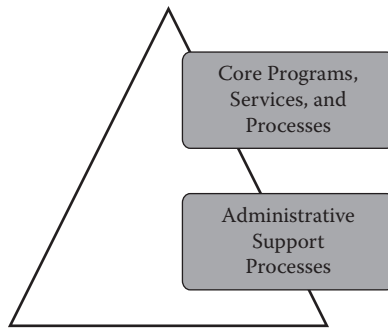 Core Programs,
Services, and
Processes
Administrative
Support
Processes